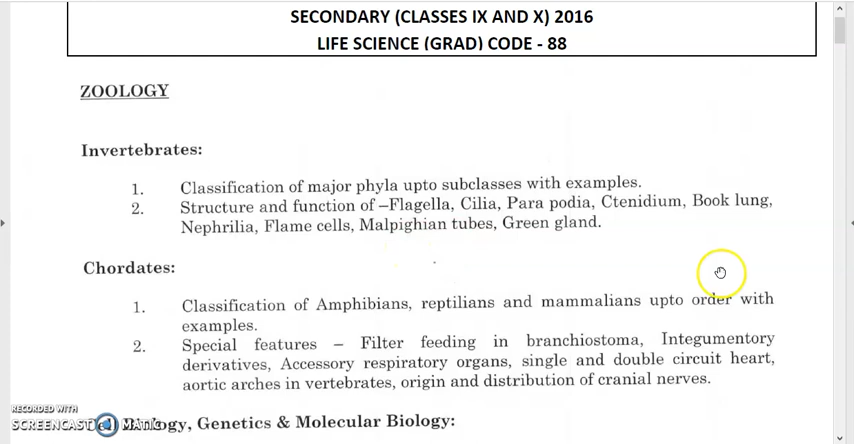 SECONDARY (CLASSES IX AND X) 2016
LIFE SCIENCE (GRAD) CODE - 88
ZOOLOGY
Invertebrates:
1. Classification of major phyla upto subclasses with examples.
2. Structure and function of –Flagella, Cilia, Para podia, Ctenidium, Book lung,
Nephrilia, Flame cells, Malpighian tubes, Green gland.
Chordates:
1. Classification of Amphibians, reptilians and mammalians upto order with
examples.
2. Special features – Filter feeding in branchiostoma, Integumentory
derivatives, Accessory respiratory organs, single and double circuit heart,
aortic arches in vertebrates, origin and distribution of cranial nerves.
RECORDED WITH
SCREENCAST MATIC
Biology, Genetics & Molecular Biology: